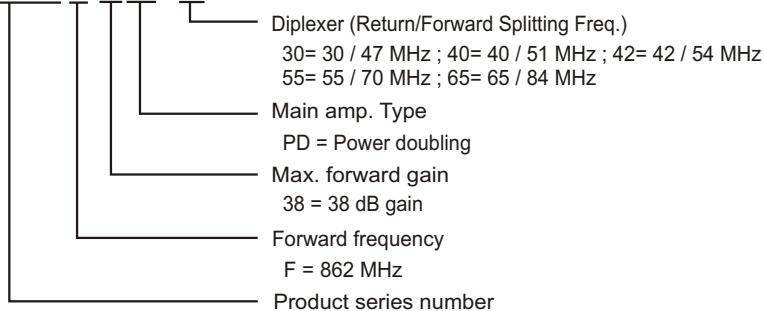 Diplexer (Return/Forward Splitting Freq.)
30= 30 / 47 MHz ; 40= 40 / 51 MHz ; 42= 42 / 54 MHz
55= 55 / 70 MHz ; 65= 65 / 84 MHz
Main amp. Type
PD = Power doubling
Max. forward gain
38 = 38 dB gain
Forward frequency
F = 862 MHz
Product series number